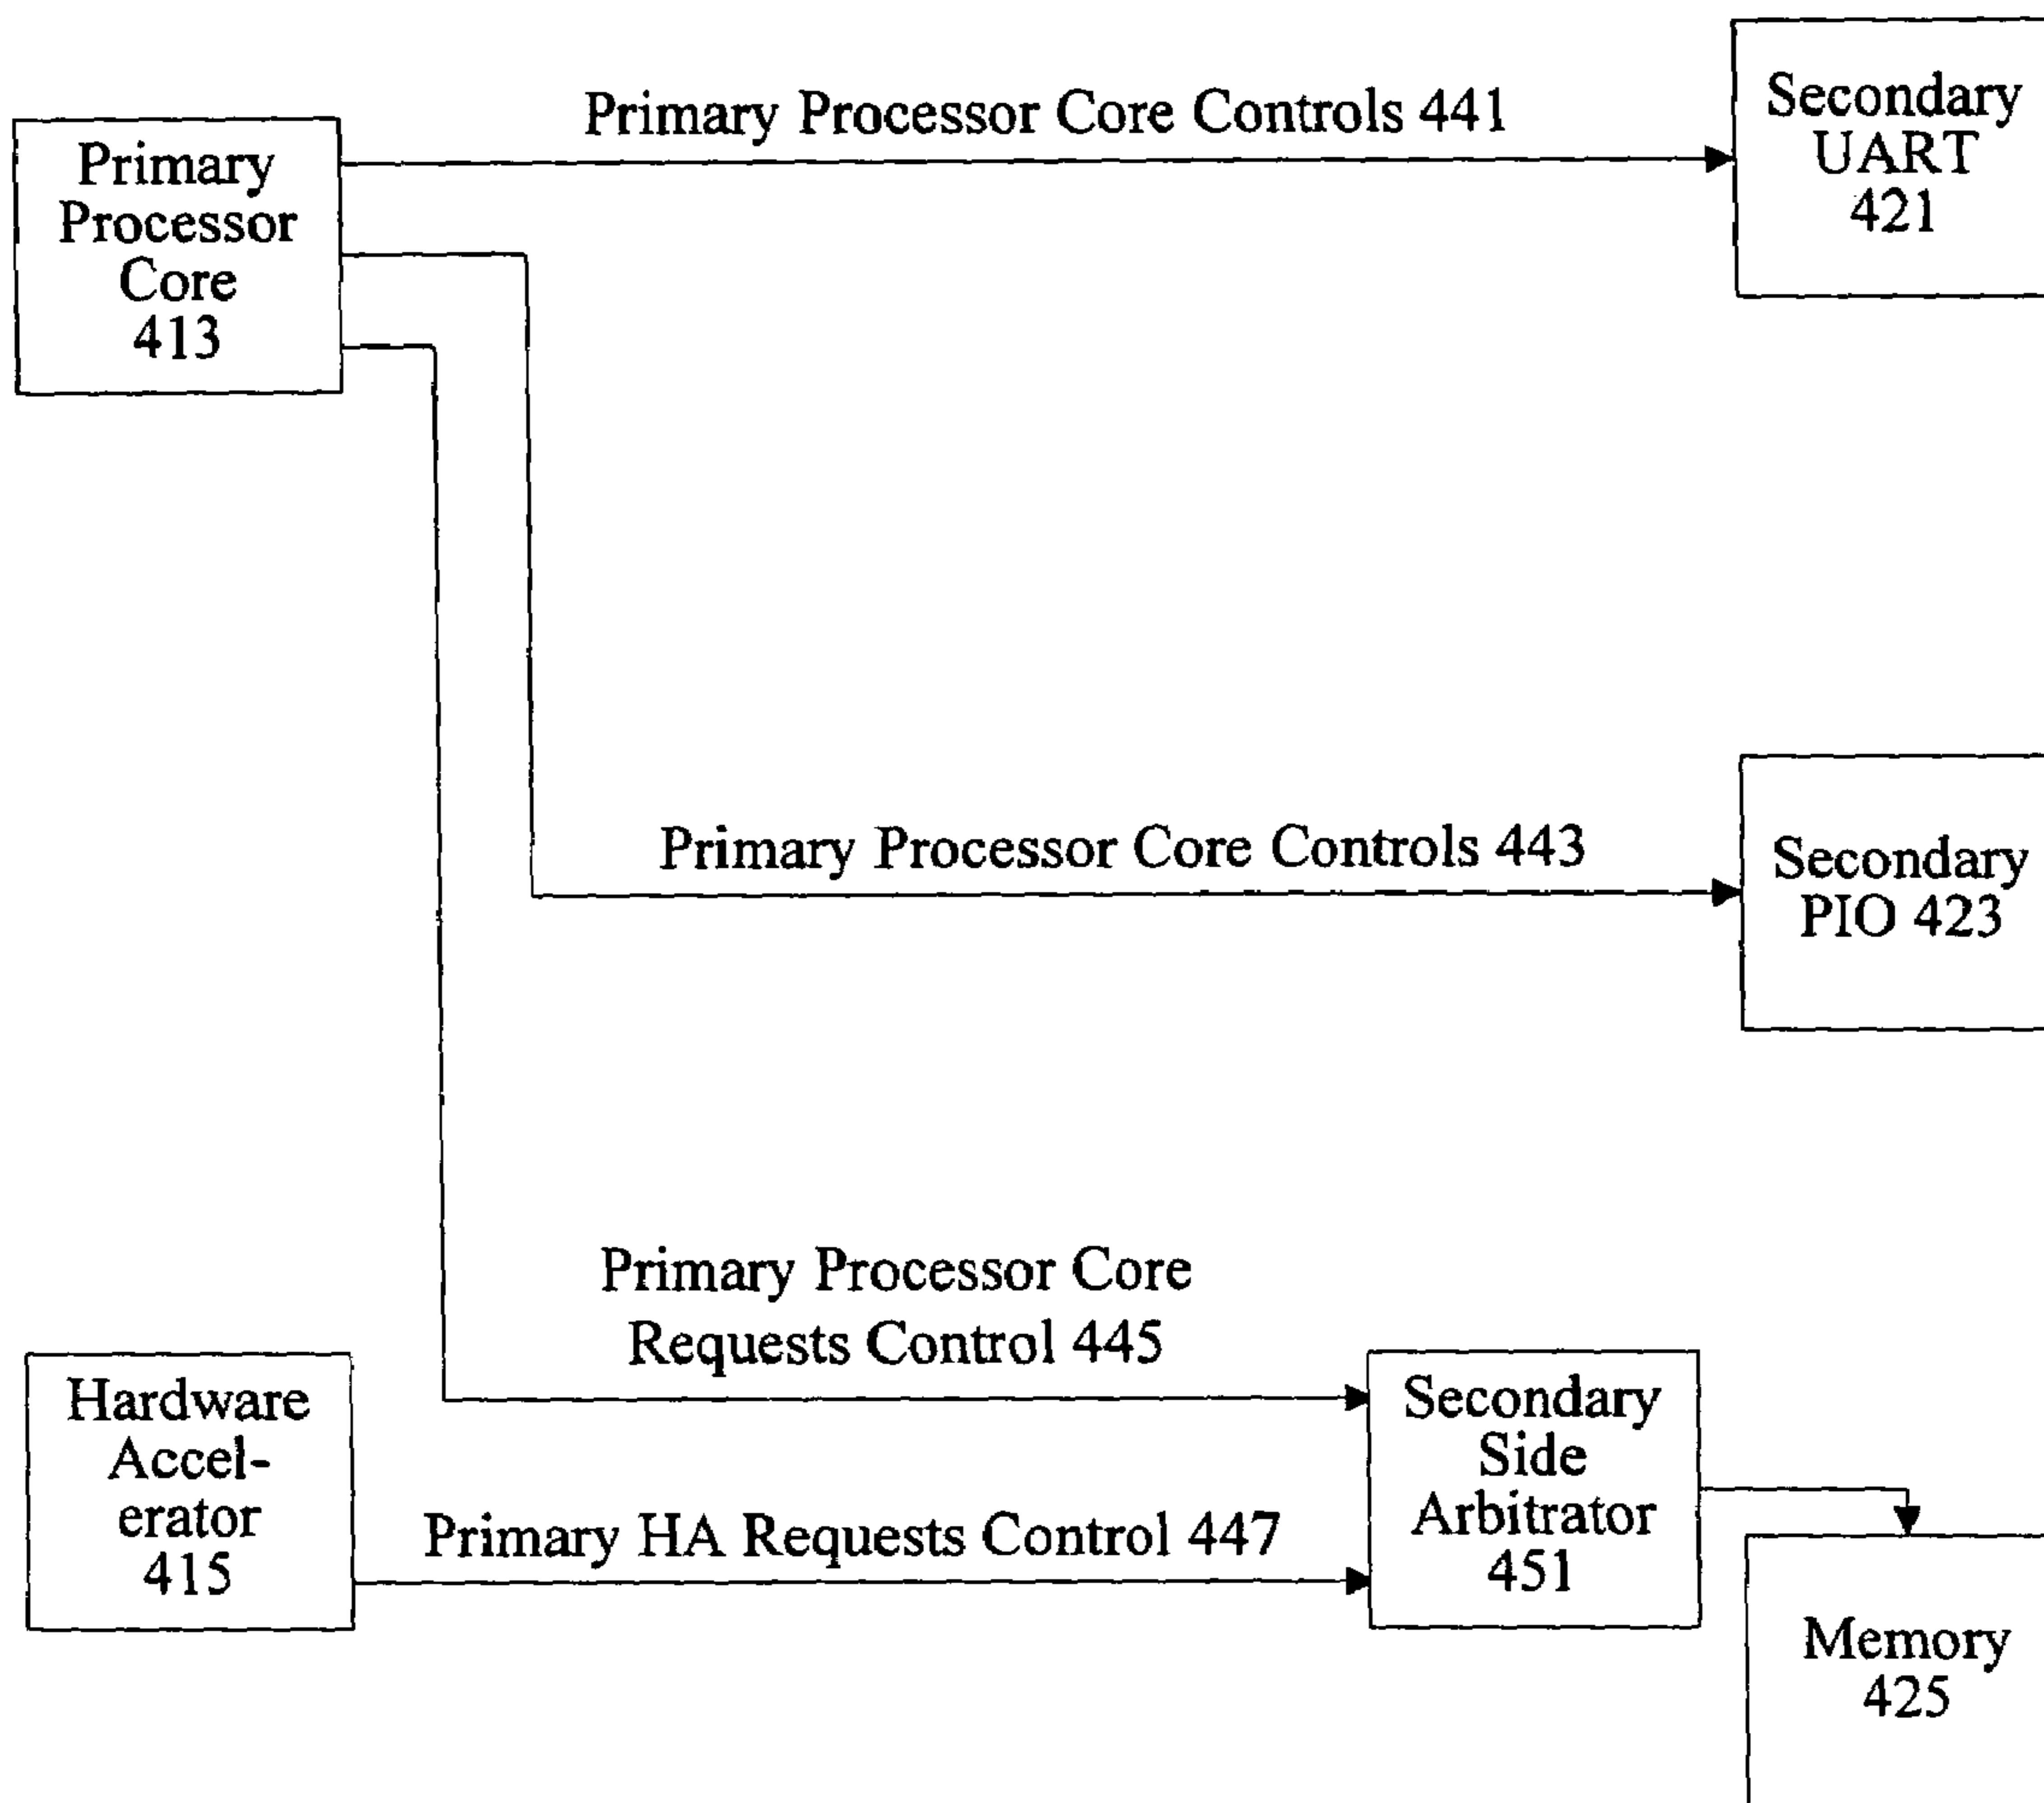 Primary Processor Core Controls 441
Secondary
UART
421
Primary
Processor
Core
413
Primary Processor Core Controls 443
Secondary
PIO 423
Primary Processor Core
Requests Control 445
Hardware
Accel-
erator
415
Primary HA Requests Control 447
Secondary
Side
Arbitrator
451
Memory
425